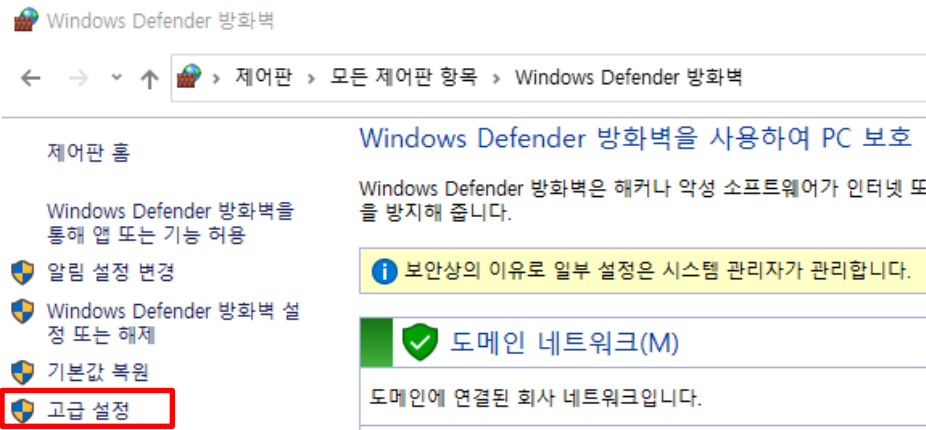 Windows Defender 방화벽
제어판 › 모든 제어판 항목 › Windows Defender 방화벽
제어판 홈
Windows Defender 방화벽을
통해 앱 또는 기능 허용
알림 설정 변경
Windows Defender 방화벽 설
정 또는 해제
기본값 복원
고급 설정
Windows Defender 방화벽을 사용하여 PC 보호
Windows Defender 방화벽은 해커나 악성 소프트웨어가 인터넷 또
을 방지해 줍니다.
보안상의 이유로 일부 설정은 시스템 관리자가 관리합니다.
도메인 네트워크(M)
도메인에 연결된 회사 네트워크입니다.